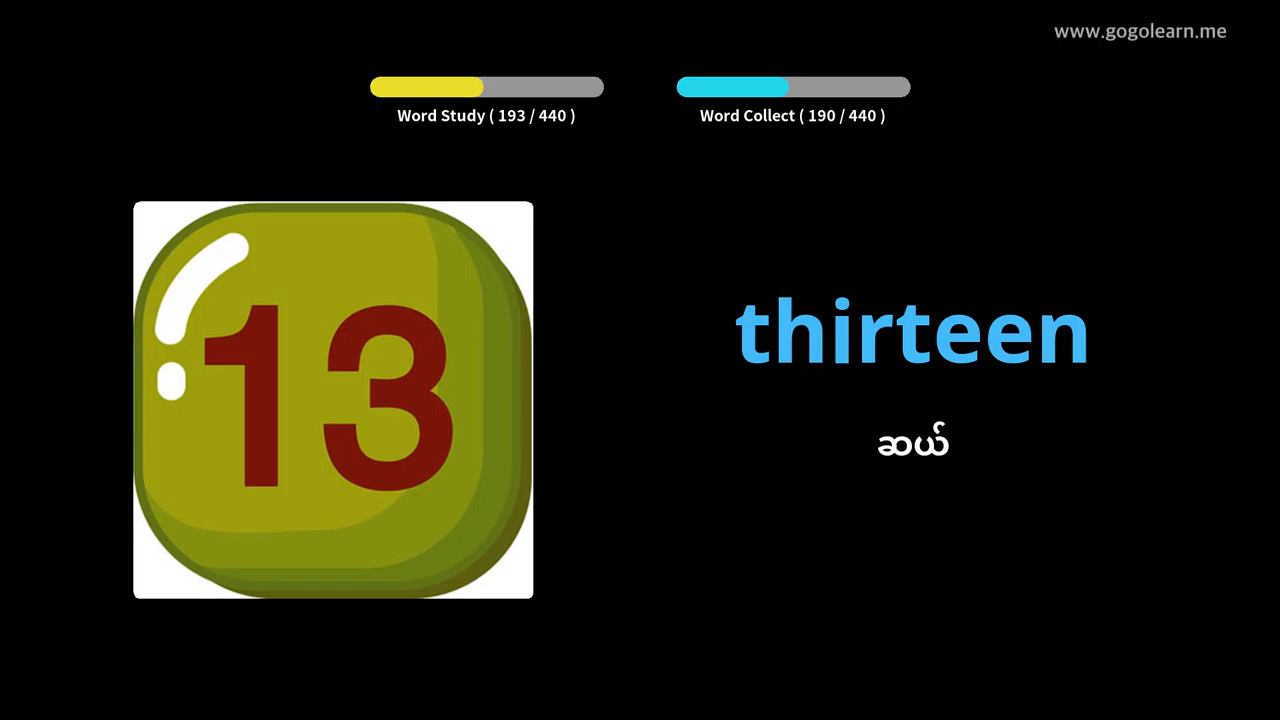 www.gogolearn.me
Word Study ( 193 / 440 )
Word Collect ( 190 / 440 )
13
thirteen
ဆယ်